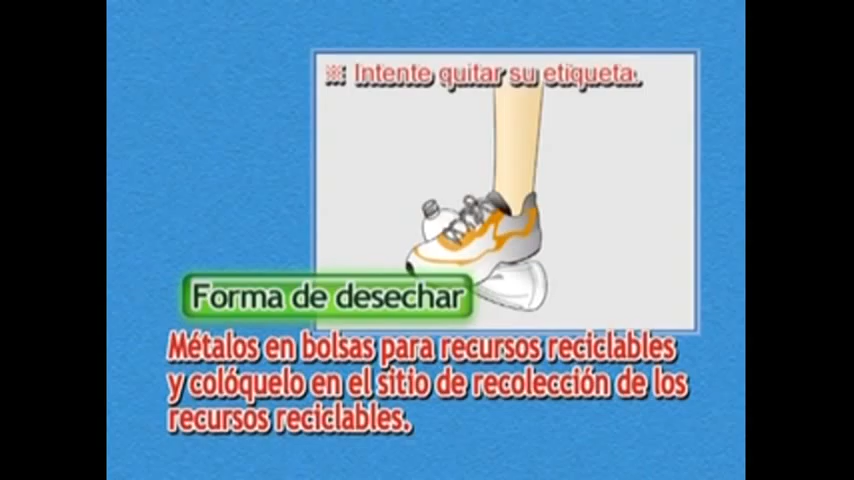 ※ Intente quitar su etiqueta.
Forma de desechar
Métalos en bolsas para recursos reciclables
y colóquelo en el sitio de recolección de los
recursos reciclables.